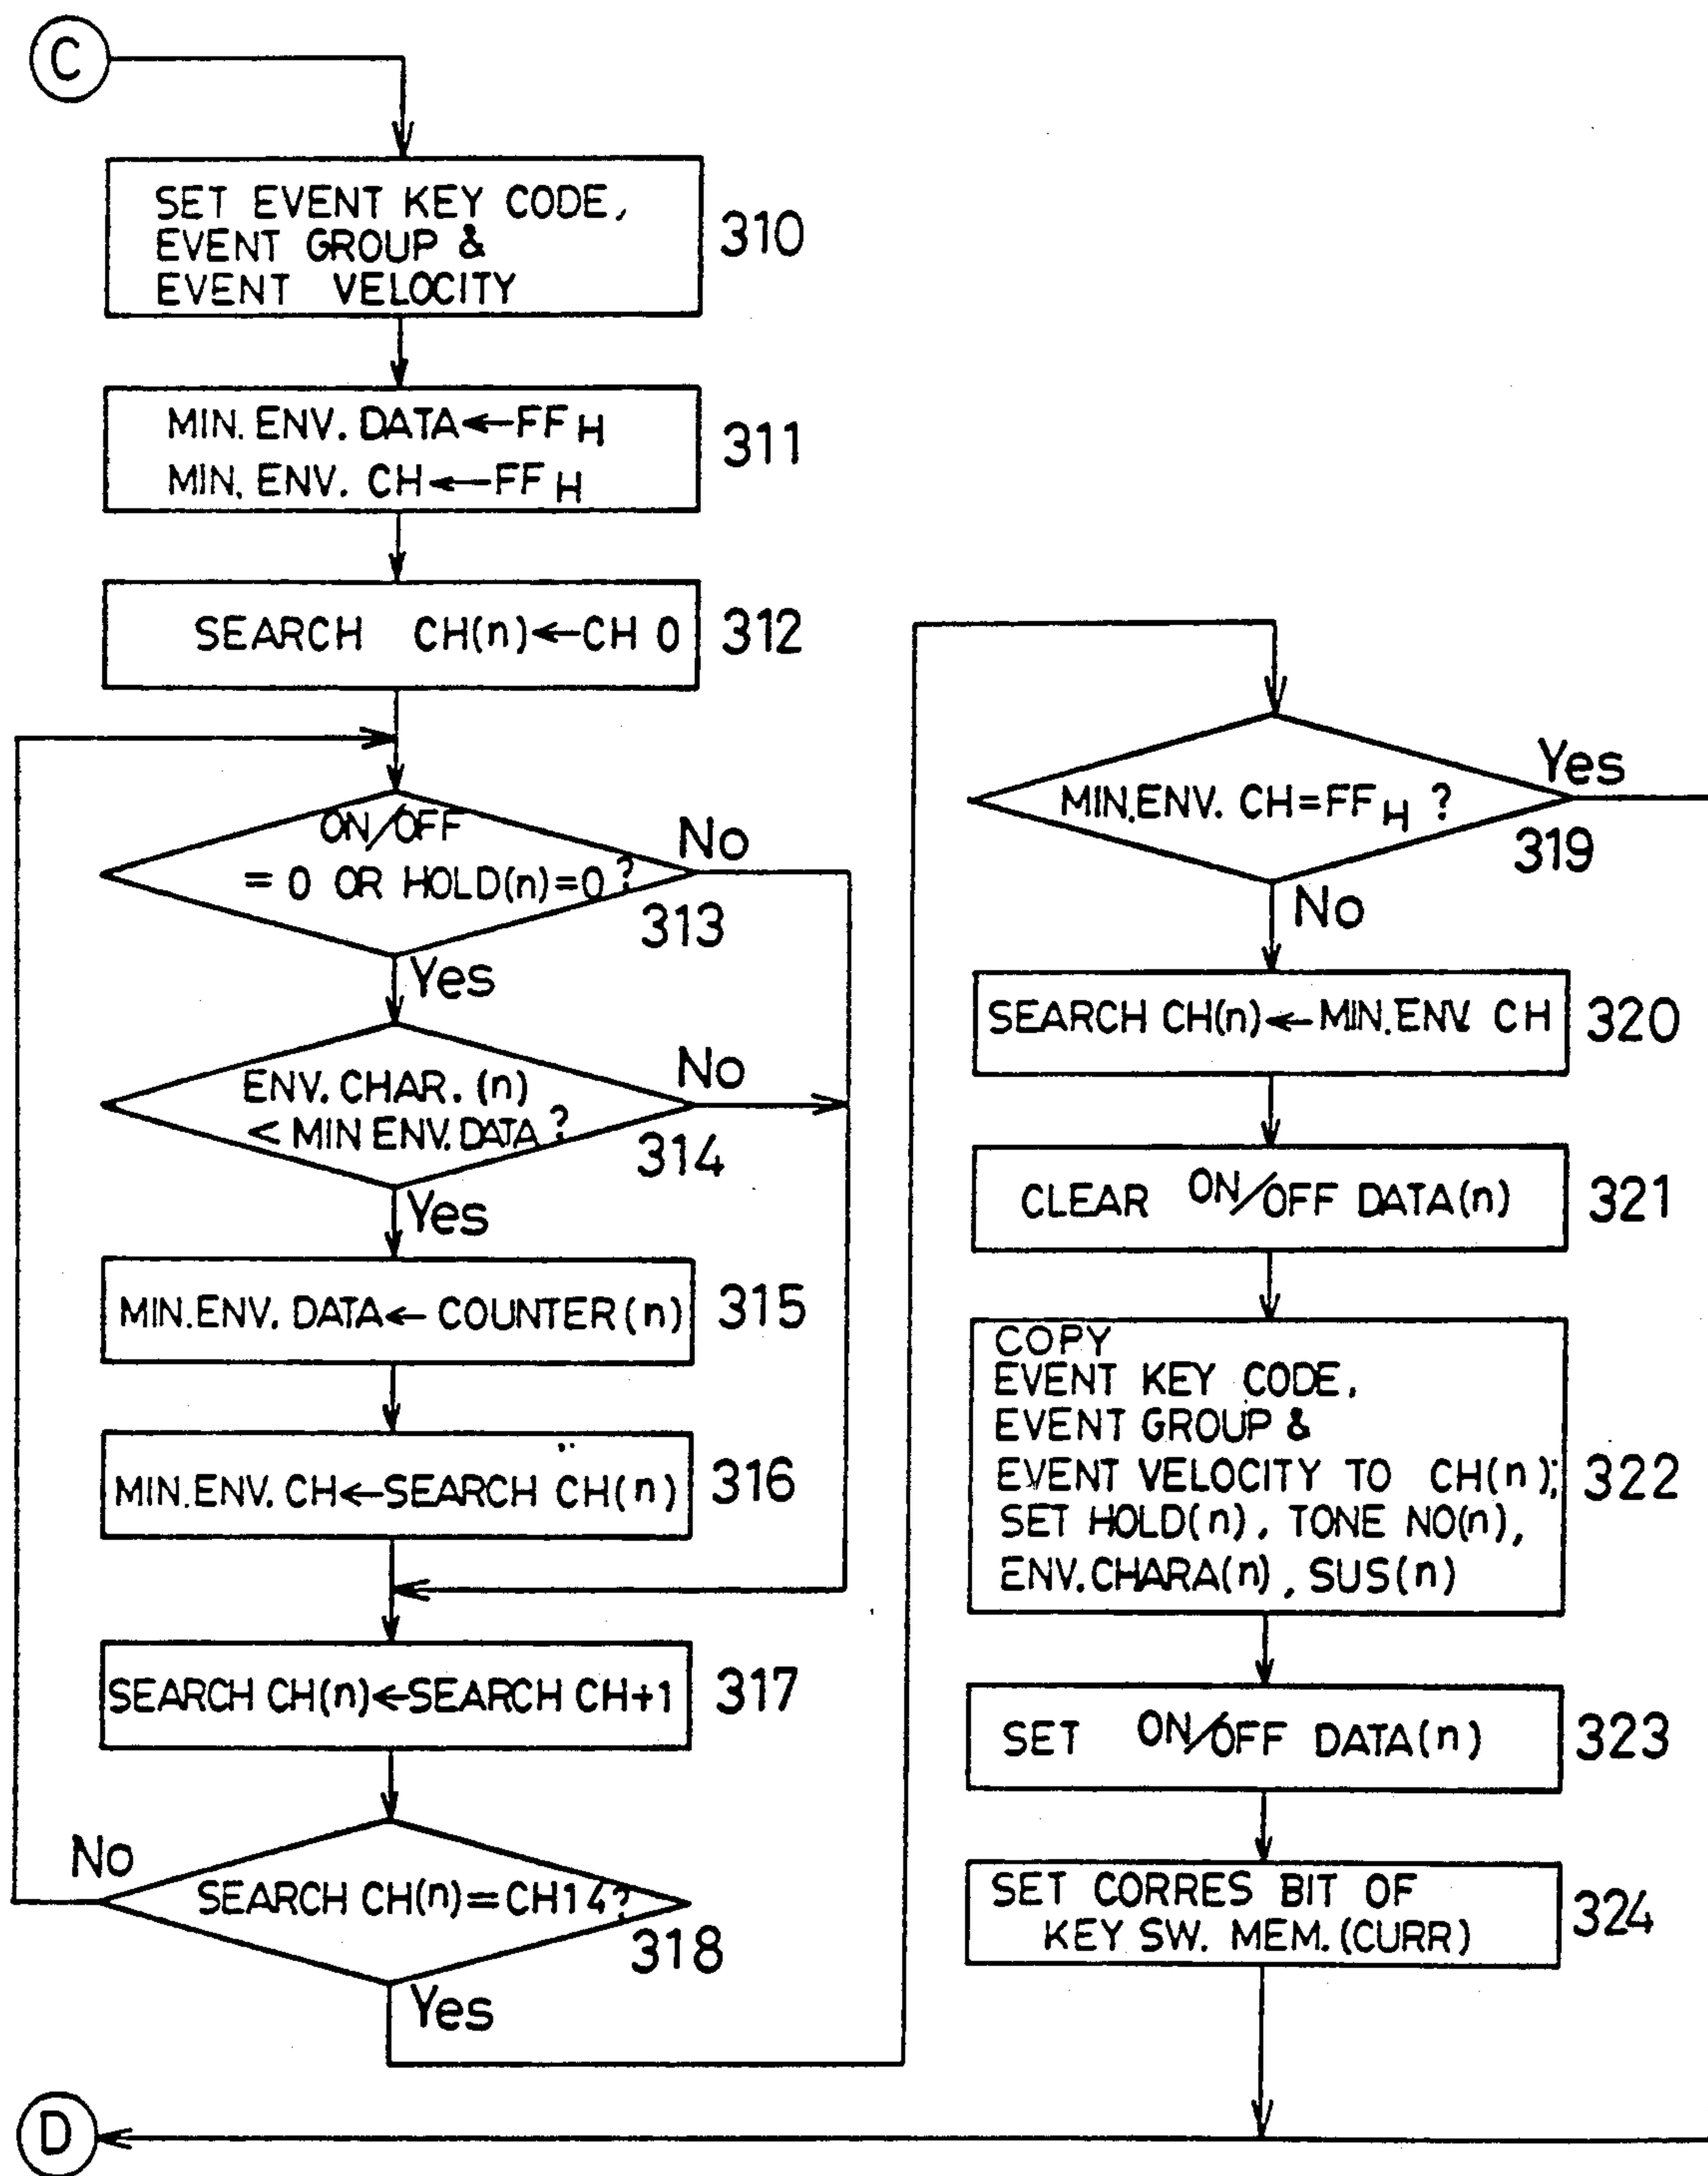 C
SET EVENT KEY CODE,
EVENT GROUP &
EVENT VELOCITY
310
MIN. ENV. DATA←FFH
MIN. ENV. CH←FFH
311
SEARCH CH(n)←CH 0
312
ON/OFF
= 0 OR HOLD(n)=0?
No
313
Yes
ENV. CHAR. (n)
< MIN ENV. DATA?
No
314
Yes
MIN.ENV. DATA← COUNTER(n)
315
MIN.ENV. CH←SEARCH CH(n)
316
SEARCH CH(n)←SEARCH CH+1
317
No
SEARCH CH(n)=CH14?
318
Yes
MIN.ENV. CH=FFH ?
Yes
319
No
SEARCH CH(n)←MIN.ENV. CH
320
CLEAR ON/OFF DATA(n)
321
COPY
EVENT KEY CODE,
EVENT GROUP &
EVENT VELOCITY TO CH(n);
SET HOLD(n), TONE NO(n),
ENV.CHARA(n), SUS(n)
322
SET ON/OFF DATA(n)
323
SET CORRES BIT OF
KEY SW. MEM.(CURR)
324
D